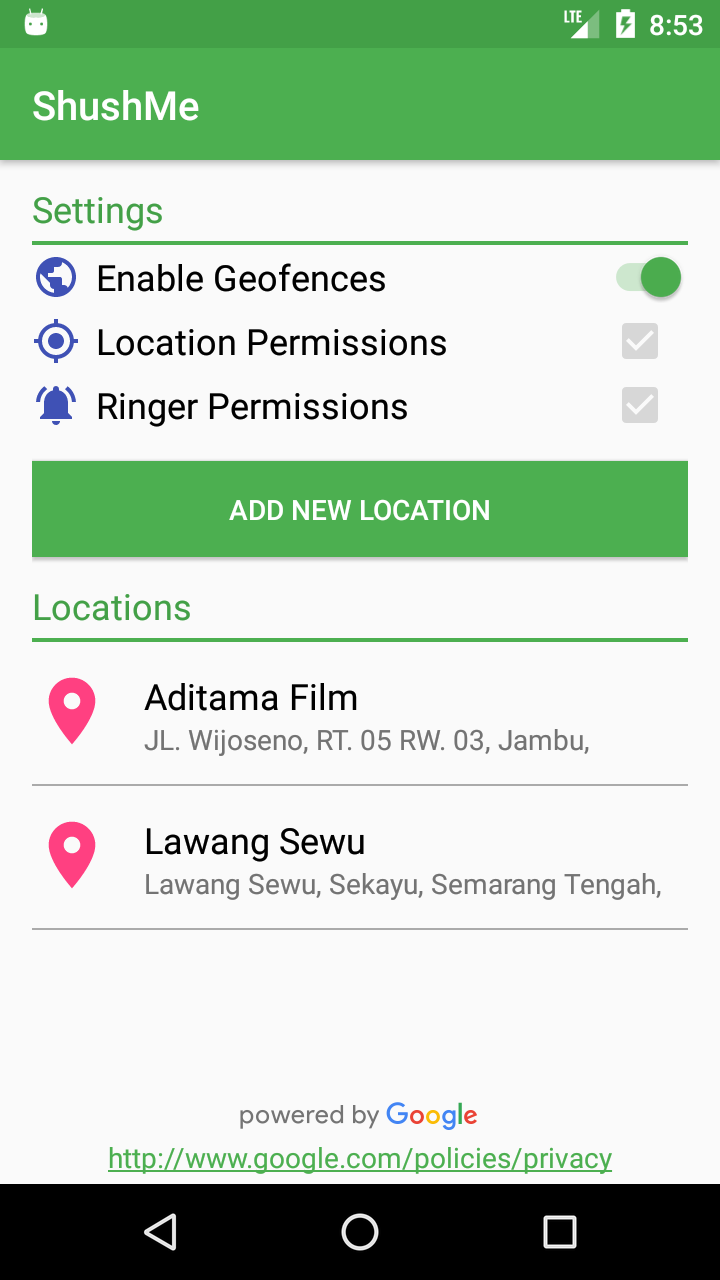 LTE 8:53
ShushMe
Settings
Enable Geofences
Location Permissions
Ringer Permissions
ADD NEW LOCATION
Locations
Aditama Film
JL. Wijoseno, RT. 05 RW. 03, Jambu,
Lawang Sewu
Lawang Sewu, Sekayu, Semarang Tengah,
powered by Google
http://www.google.com/policies/privacy